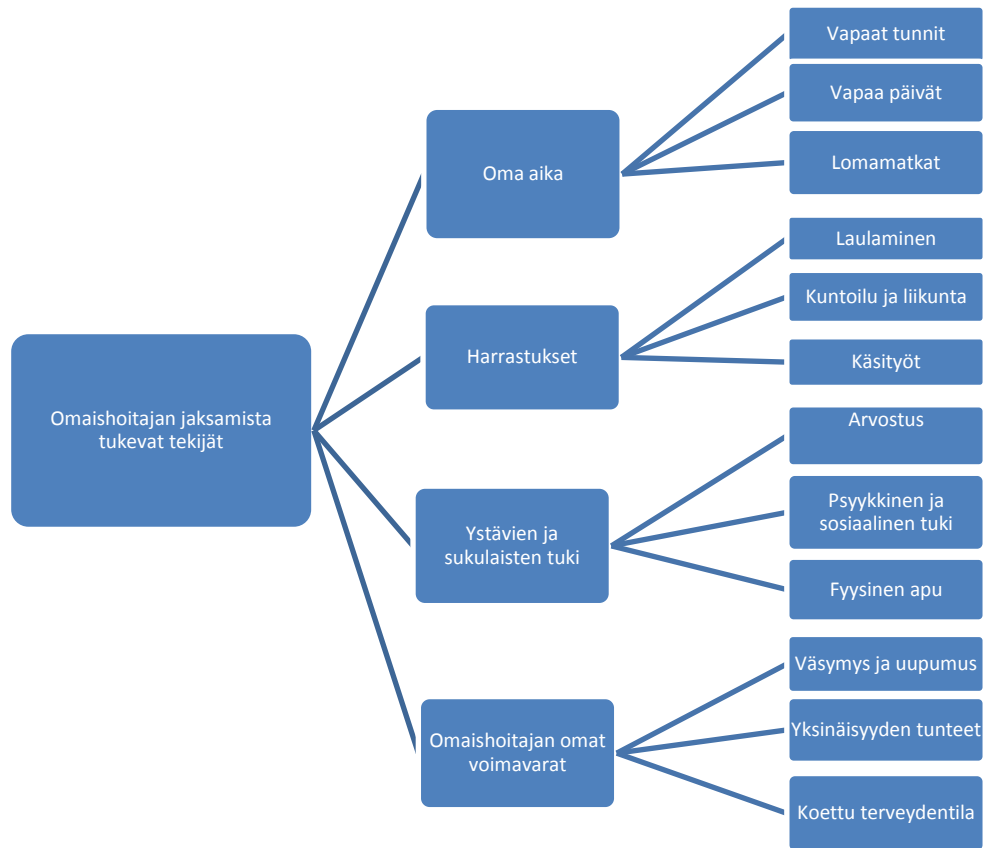 Omaishoitajan jaksamista
tukevat tekijät
Oma aika
Vapaat tunnit
Vapaa päivät
Lomamatkat
Harrastukset
Laulaminen
Kuntoilu ja liikunta
Käsityöt
Ystävien ja
sukulaisten tuki
Arvostus
Psyykkinen ja
sosiaalinen tuki
Fyysinen apu
Omaishoitajan omat
voimavarat
Väsymys ja uupumus
Yksinäisyyden tunteet
Koettu terveydentila